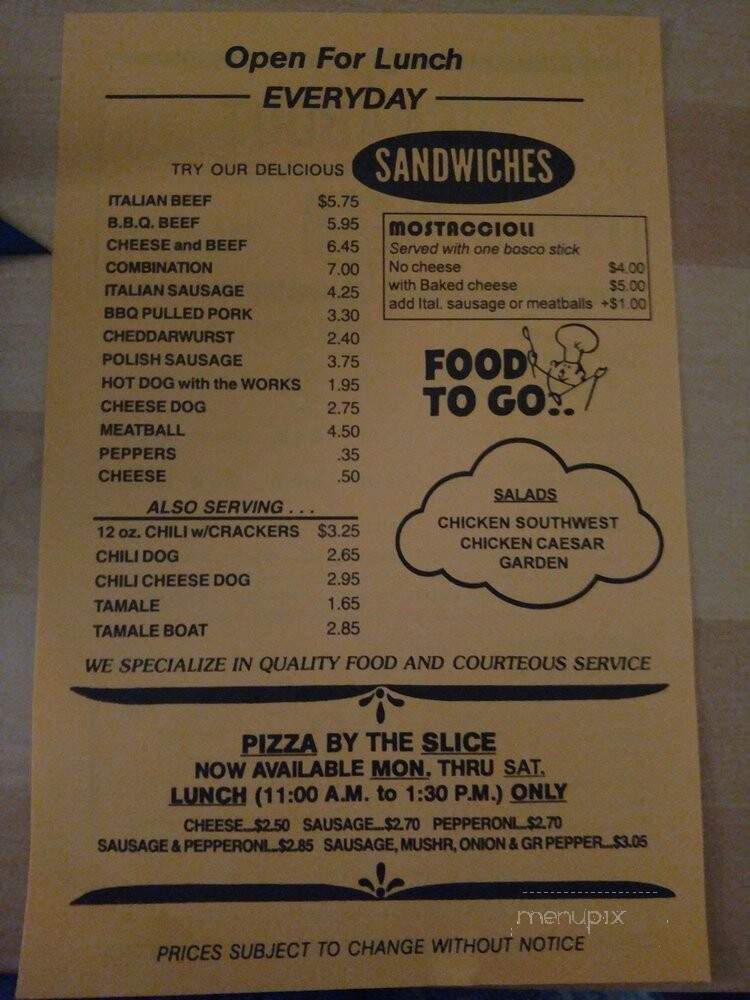 Open For Lunch
EVERYDAY
TRY OUR DELICIOUS SANDWICHES
ITALIAN BEEF $5.75
B.B.Q. BEEF 5.95
CHEESE and BEEF 6.45
COMBINATION 7.00
ITALIAN SAUSAGE 4.25
BBQ PULLED PORK 3.30
CHEDDARWURST 2.40
POLISH SAUSAGE 3.75
HOT DOG with the WORKS 1.95
CHEESE DOG 2.75
MEATBALL 4.50
PEPPERS .35
CHEESE .50
ALSO SERVING . . .
12 oz. CHILI w/CRACKERS $3.25
CHILI DOG 2.65
CHILI CHEESE DOG 2.95
TAMALE 1.65
TAMALE BOAT 2.85
MOSTACCIOLI
Served with one bosco stick
No cheese $4.00
with Baked cheese $5.00
add Ital. sausage or meatballs +$1.00
FOOD
TO GO..
SALADS
CHICKEN SOUTHWEST
CHICKEN CAESAR
GARDEN
WE SPECIALIZE IN QUALITY FOOD AND COURTEOUS SERVICE
PIZZA BY THE SLICE
NOW AVAILABLE MON. THRU SAT.
LUNCH (11:00 A.M. to 1:30 P.M.) ONLY
CHEESE...$2.50 SAUSAGE...$2.70 PEPPERONI...$2.70
SAUSAGE & PEPPERONI...$2.85 SAUSAGE, MUSHR, ONION & GR PEPPER...$3.05
menupix
PRICES SUBJECT TO CHANGE WITHOUT NOTICE